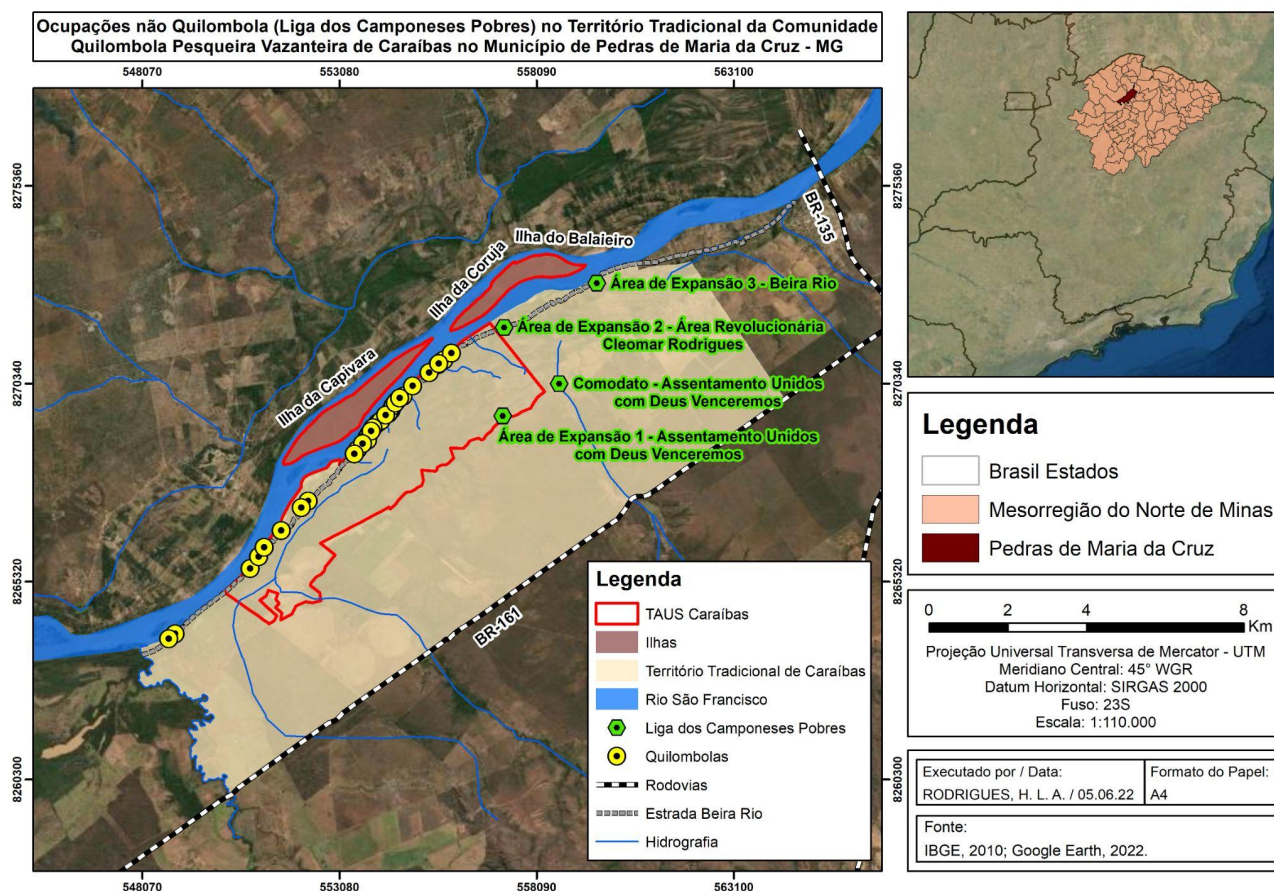 Ocupações não Quilombola (Liga dos Camponeses Pobres) no Território Tradicional da Comunidade
Quilombola Pesqueira Vazanteira de Caraíbas no Município de Pedras de Maria da Cruz - MG
548070
553080
558090
563100
8275360
8275360
8270340
8270340
8265320
8265320
8260300
8260300
BR-135
Ilha do Balaieiro
Ilha da Coruja
Ilha da Capivara
Área de Expansão 3 - Beira Rio
Área de Expansão 2 - Área Revolucionária
Cleomar Rodrigues
Comodato - Assentamento Unidos
com Deus Venceremos
Área de Expansão 1 - Assentamento Unidos
com Deus Venceremos
BR-161
Legenda
TAUS Caraíbas
Ilhas
Território Tradicional de Caraíbas
Rio São Francisco
Liga dos Camponeses Pobres
Quilombolas
Rodovias
Estrada Beira Rio
Hidrografia
548070
553080
558090
563100
Legenda
Brasil Estados
Mesorregião do Norte de Minas
Pedras de Maria da Cruz
0 2 4 8
Km
Projeção Universal Transversa de Mercator - UTM
Meridiano Central: 45° WGR
Datum Horizontal: SIRGAS 2000
Fuso: 23S
Escala: 1:110.000
Executado por / Data:
RODRIGUES, H. L. A. / 05.06.22
Formato do Papel:
A4
Fonte:
IBGE, 2010; Google Earth, 2022.